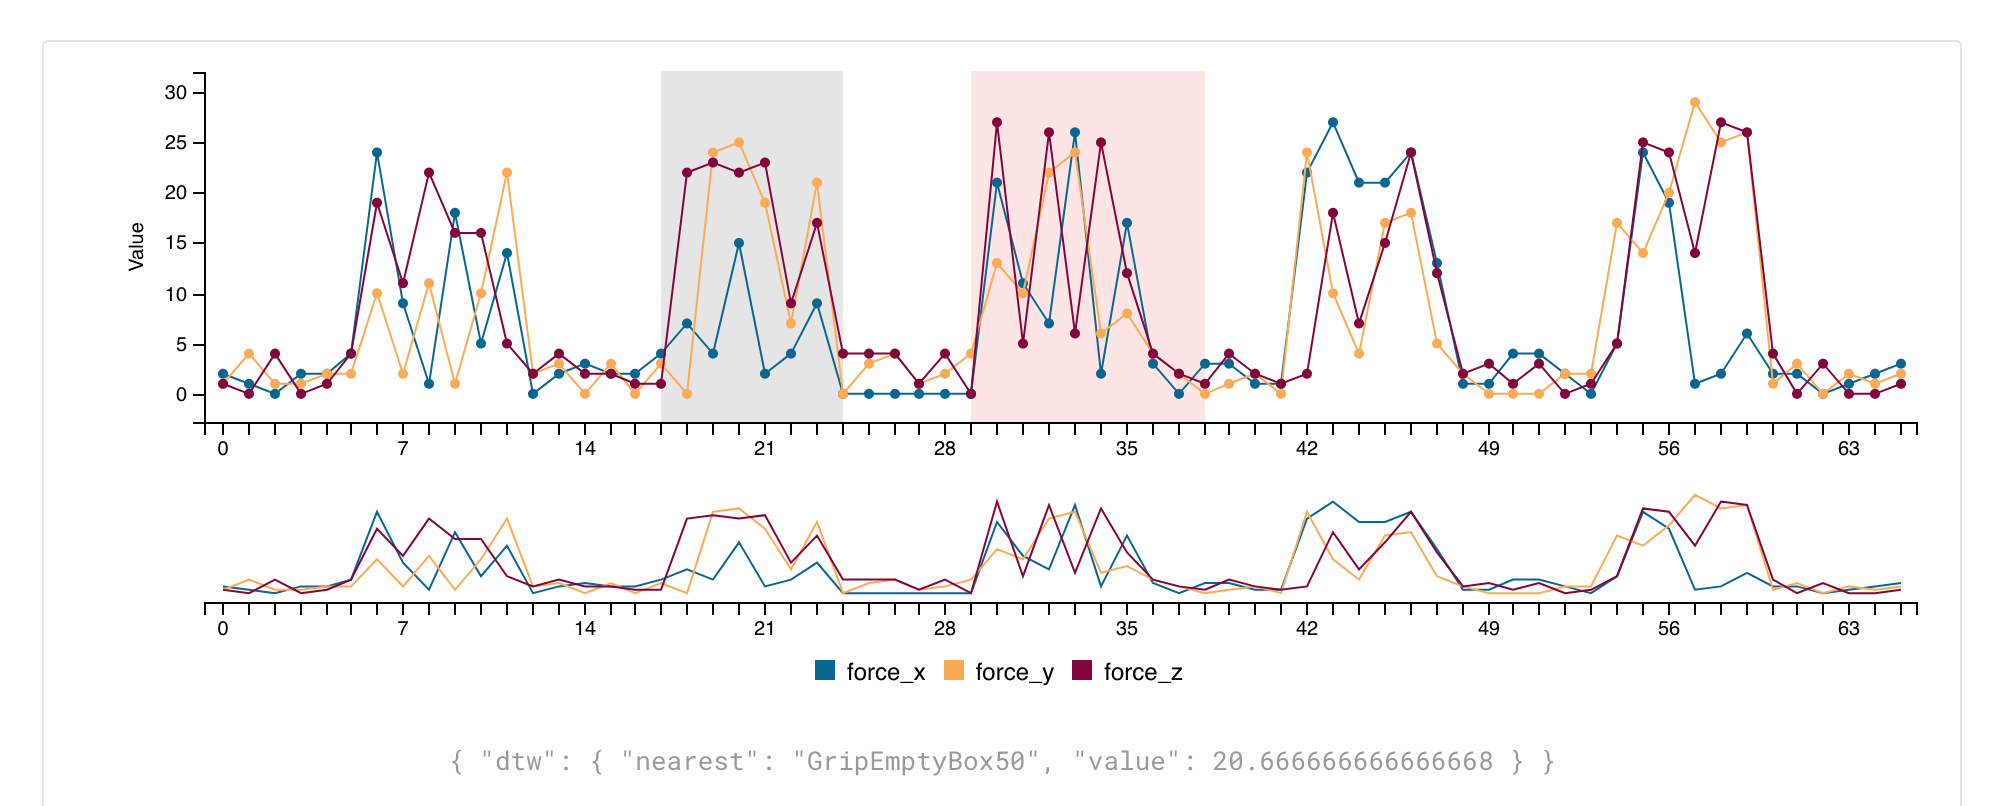 30
25
20
15
10
5
0
Value
0 7 14 21 28 35 42 49 56 63
0 7 14 21 28 35 42 49 56 63
force_x force_y force_z
{ "dtw": { "nearest": "GripEmptyBox50", "value": 20.666666666666668 } }